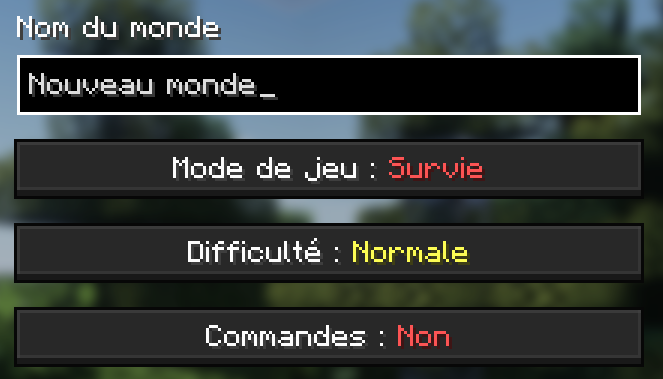 Nom du monde
Nouveau monde_
Mode de jeu : Survie
Difficulté : Normale
Commandes : Non